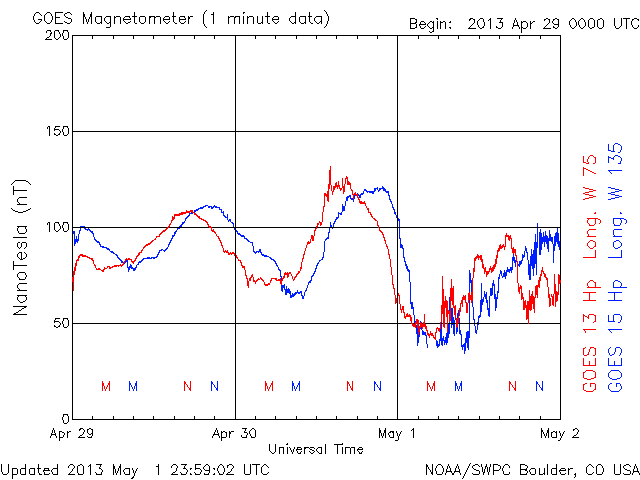 GOES Magnetometer (1 minute data)
Begin: 2013 Apr 29 0000 UTC
200
150
100
50
0
NanoTesla (nT)
M M N N M M N N M M N N
Apr 29 Apr 30 May 1 May 2
Universal Time
GOES 13 Hp Long. W 75
GOES 15 Hp Long. W 135
Updated 2013 May 1 23:59:02 UTC
NOAA/SWPC Boulder, CO USA